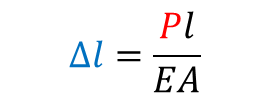 Δl = Pl / EA